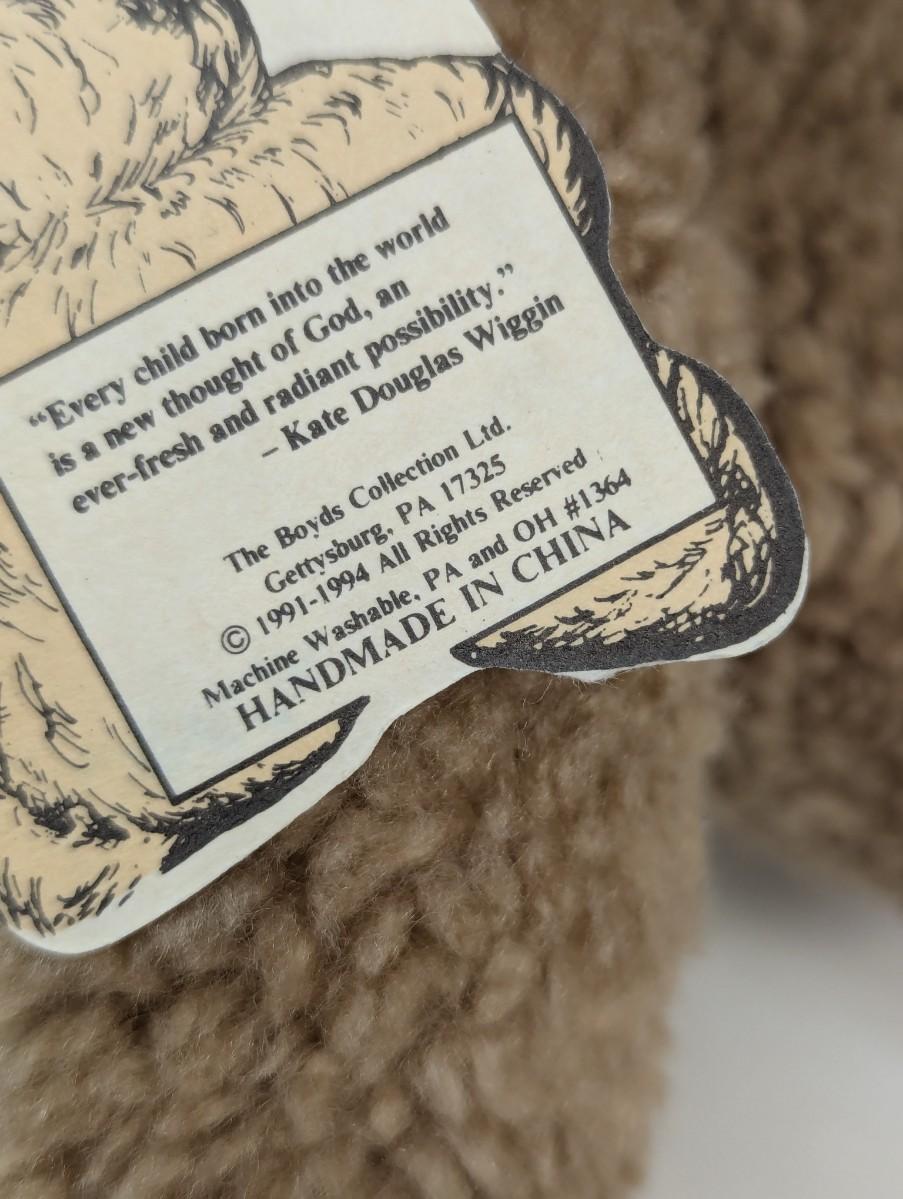 “Every child born into the world
is a new thought of God, an
ever-fresh and radiant possibility.”
– Kate Douglas Wiggin
The Boyds Collection Ltd.
Gettysburg, PA 17325
© 1991-1994 All Rights Reserved
Machine Washable, PA and OH #1364
HANDMADE IN CHINA